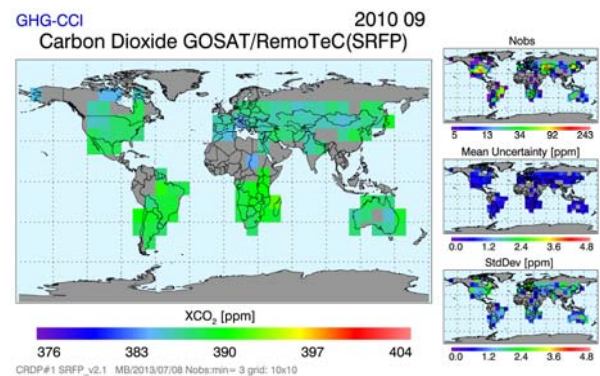 GHG-CCI
2010 09
Carbon Dioxide GOSAT/RemoTeC(SRFP)
XCO2 [ppm]
376 383 390 397 404
CRDP#1 SRFP_v2.1 MB/2013/07/08 Nobs:min= 3 grid: 10x10
Nobs
5 13 34 92 243
Mean Uncertainty [ppm]
0.0 1.2 2.4 3.6 4.8
StdDev [ppm]
0.0 1.2 2.4 3.6 4.8